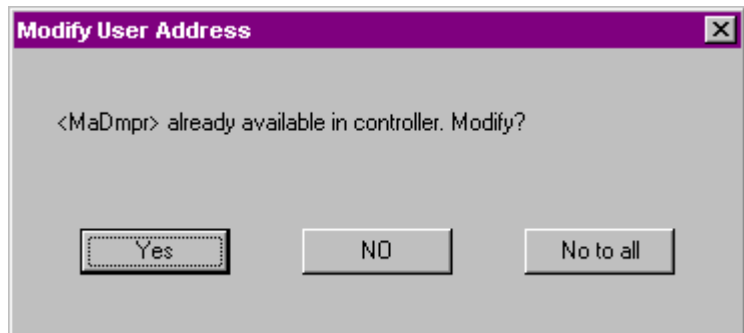 Modify User Address
<MaDmpr> already available in controller. Modify?
Yes
NO
No to all